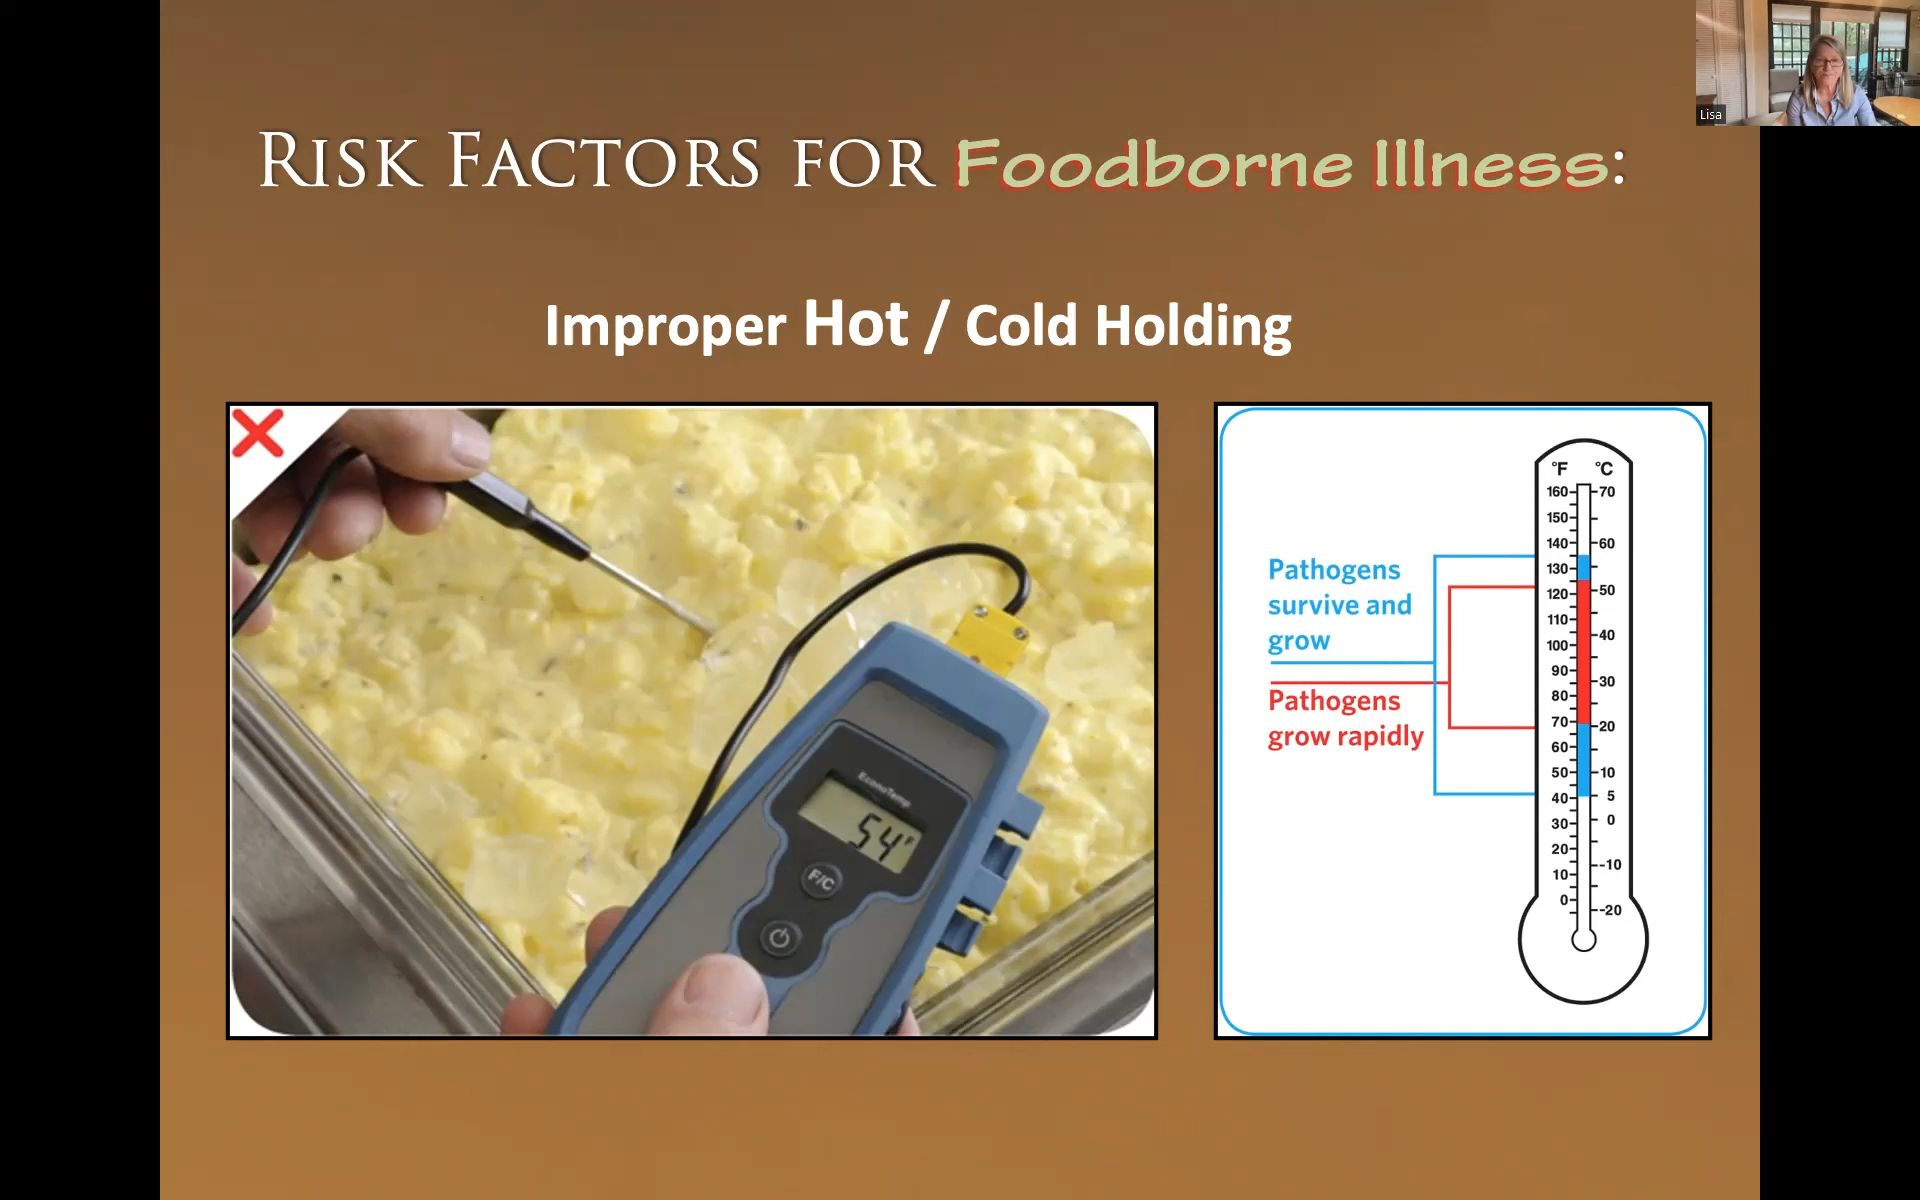 Lisa
RISK FACTORS FOR Foodborne Illness:
Improper Hot / Cold Holding
EconoTemp
54°F
F/C
Pathogens
survive and
grow
Pathogens
grow rapidly
°F °C
160 70
150
140 60
130
120 50
110
100 40
90
80 30
70
60 20
50 10
40 5
30 0
20
10 -10
0
-20